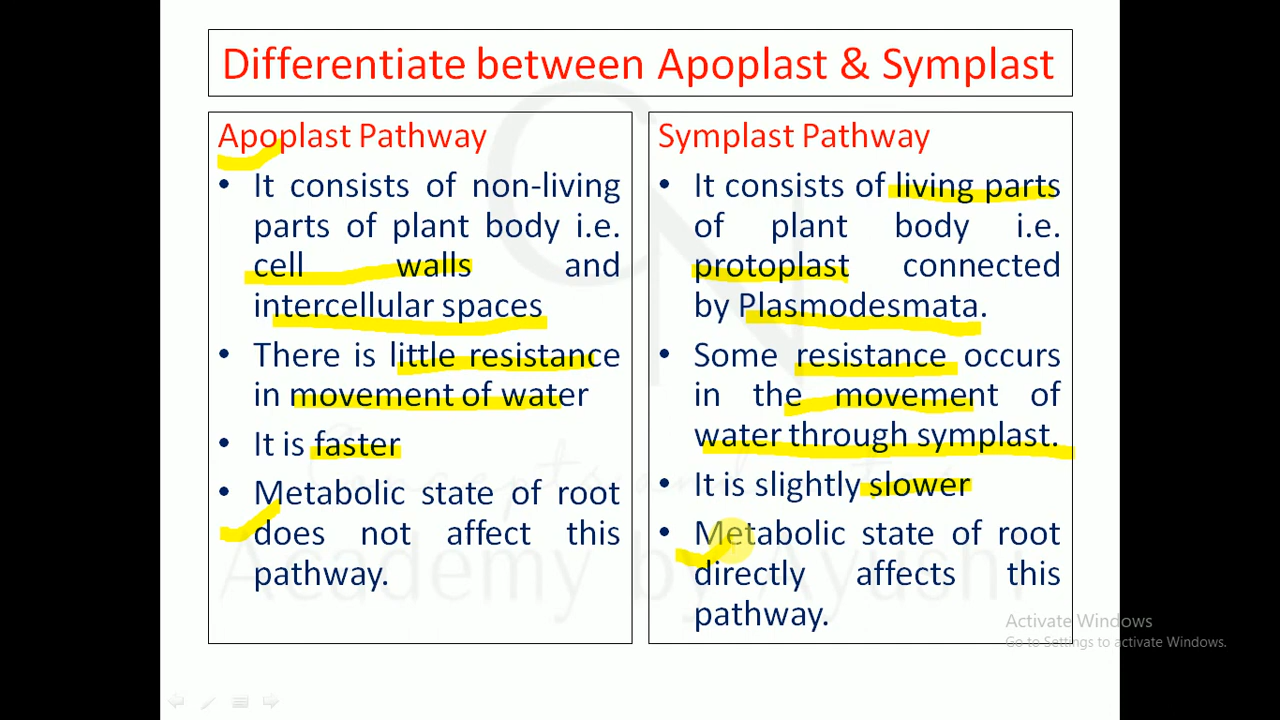 Differentiate between Apoplast & Symplast
Apoplast Pathway
• It consists of non-living
parts of plant body i.e.
cell walls and
intercellular spaces
• There is little resistance
in movement of water
• It is faster
• Metabolic state of root
does not affect this
pathway.
Symplast Pathway
• It consists of living parts
of plant body i.e.
protoplast connected
by Plasmodesmata.
• Some resistance occurs
in the movement of
water through symplast.
• It is slightly slower
• Metabolic state of root
directly affects this
pathway.
Academy by Ayushi
Activate Windows
Go to Settings to activate Windows.